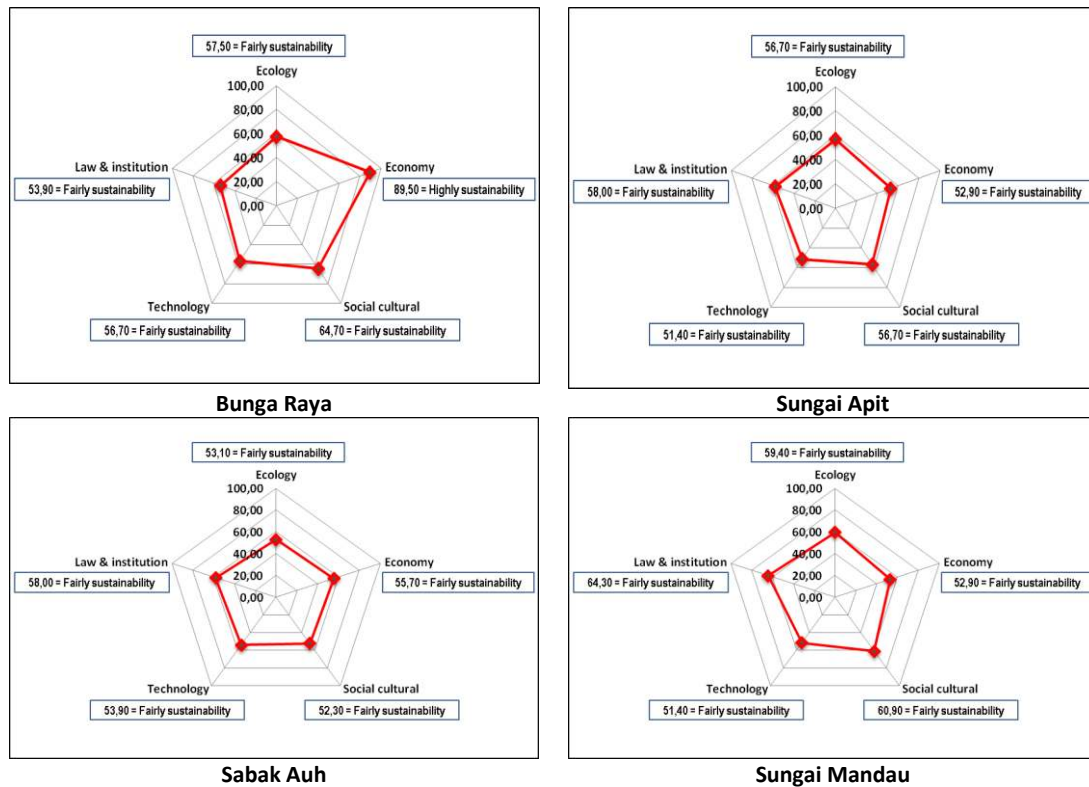 57,50 = Fairly sustainability
Ecology
100,00
80,00
60,00
40,00
20,00
0,00
Law & institution
53,90 = Fairly sustainability
Economy
89,50 = Highly sustainability
Technology
56,70 = Fairly sustainability
Social cultural
64,70 = Fairly sustainability
Bunga Raya
56,70 = Fairly sustainability
Ecology
100,00
80,00
60,00
40,00
20,00
0,00
Law & institution
58,00 = Fairly sustainability
Economy
52,90 = Fairly sustainability
Technology
51,40 = Fairly sustainability
Social cultural
56,70 = Fairly sustainability
Sungai Apit
53,10 = Fairly sustainability
Ecology
100,00
80,00
60,00
40,00
20,00
0,00
Law & institution
58,00 = Fairly sustainability
Economy
55,70 = Fairly sustainability
Technology
53,90 = Fairly sustainability
Social cultural
52,30 = Fairly sustainability
Sabak Auh
59,40 = Fairly sustainability
Ecology
100,00
80,00
60,00
40,00
20,00
0,00
Law & institution
64,30 = Fairly sustainability
Economy
52,90 = Fairly sustainability
Technology
51,40 = Fairly sustainability
Social cultural
60,90 = Fairly sustainability
Sungai Mandau